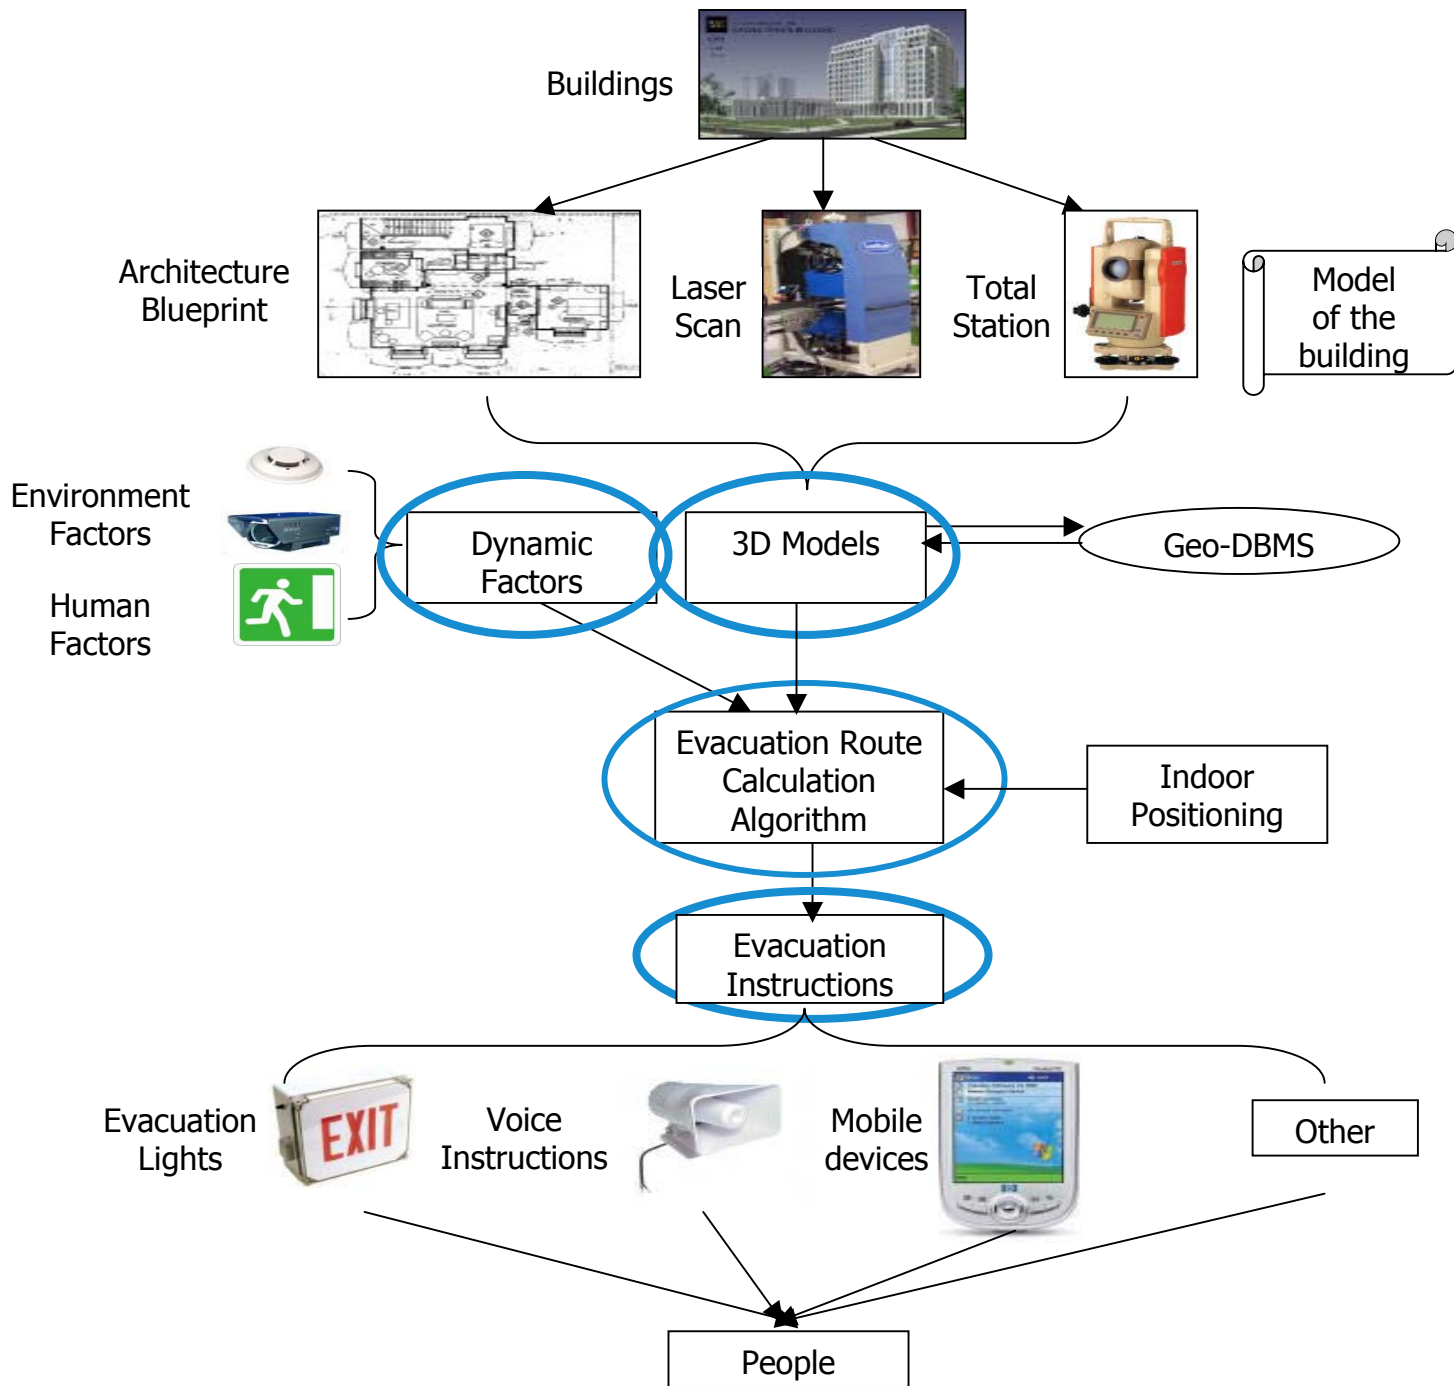 Buildings
Architecture
Blueprint
Laser
Scan
Total
Station
Model
of the
building
Environment
Factors
Human
Factors
Dynamic
Factors
3D Models
Geo-DBMS
Evacuation Route
Calculation
Algorithm
Indoor
Positioning
Evacuation
Instructions
Evacuation
Lights
EXIT
Voice
Instructions
Mobile
devices
Other
People